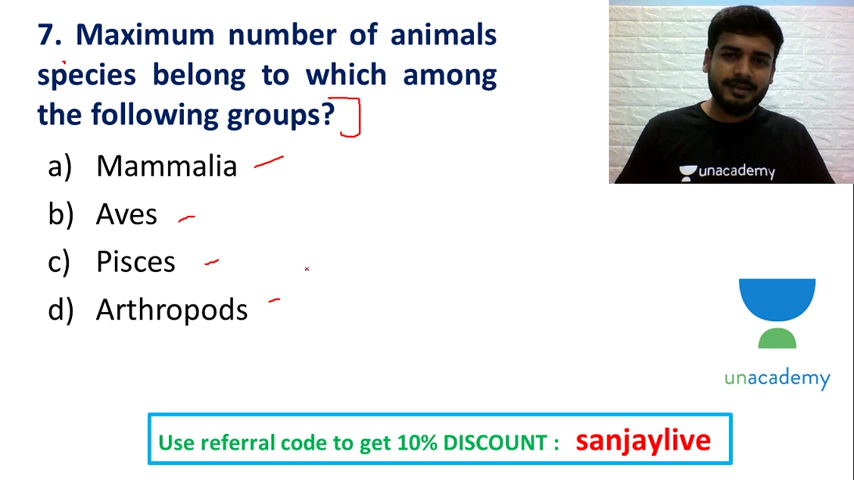 7. Maximum number of animals
species belong to which among
the following groups?
a) Mammalia
b) Aves
c) Pisces
d) Arthropods
unacademy
unacademy
Use referral code to get 10% DISCOUNT : sanjaylive